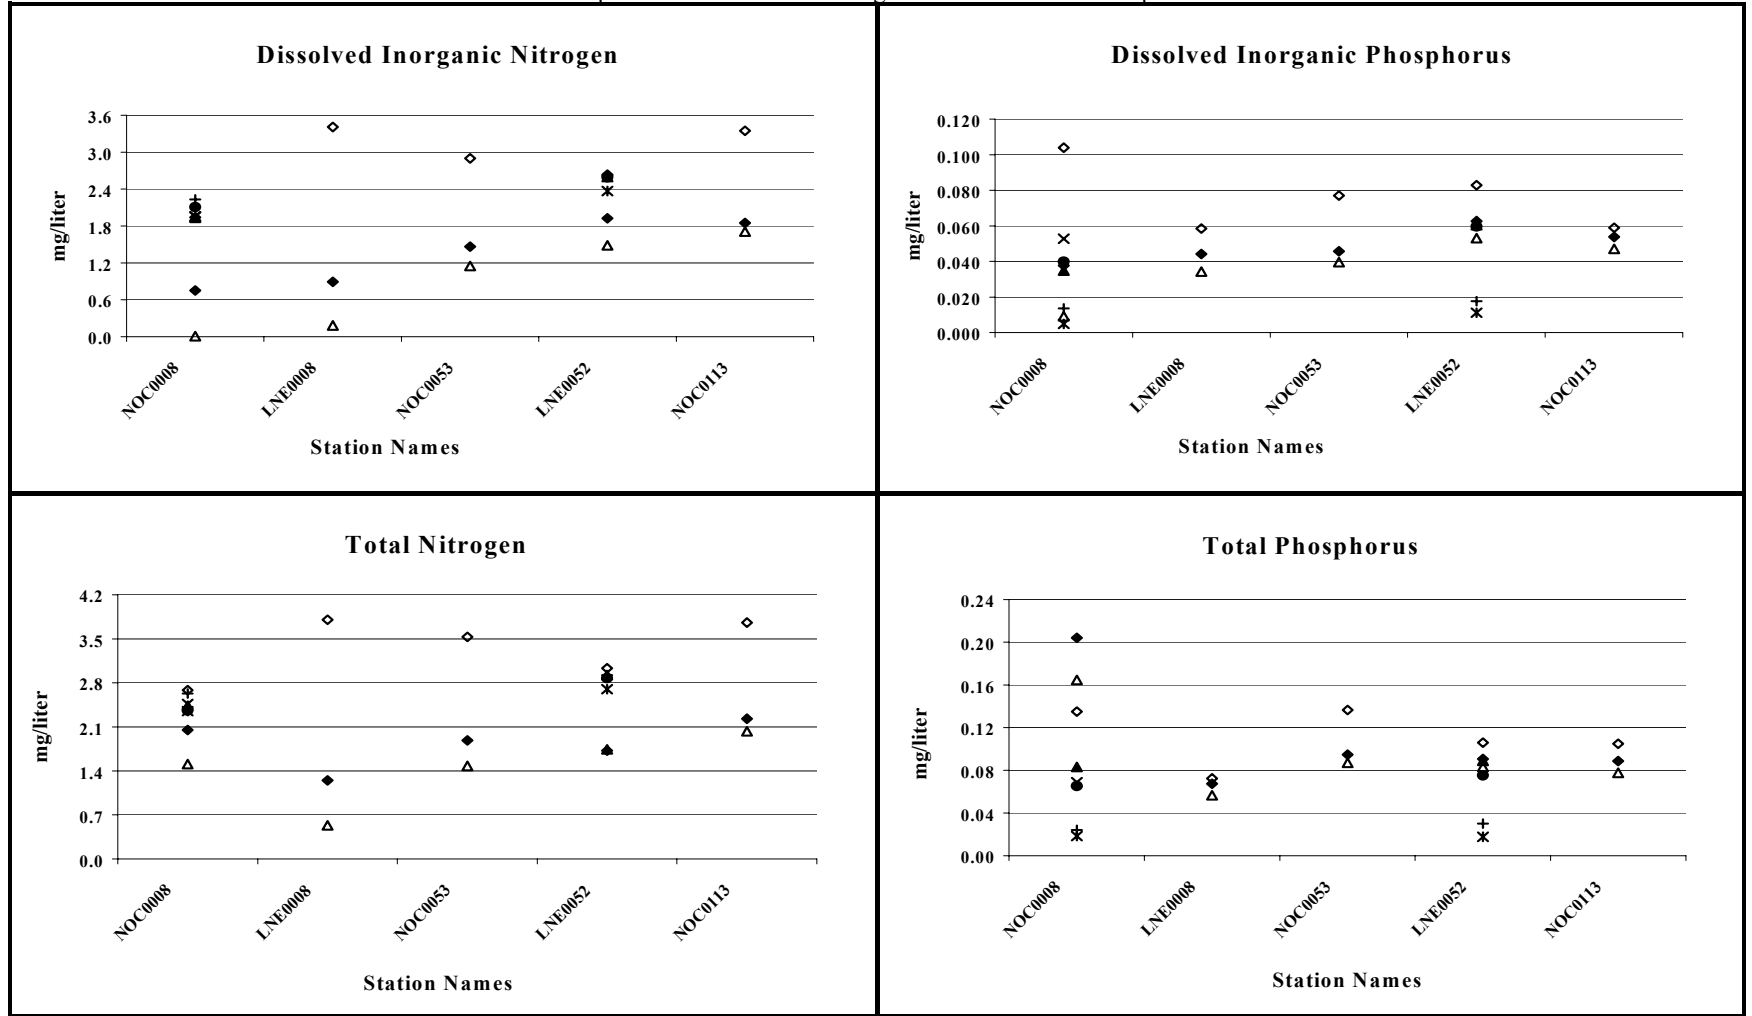 Dissolved Inorganic Nitrogen
3.6
3.0
2.4
1.8
1.2
0.6
0.0
mg/liter
NOC0008
LNE0008
NOC0053
LNE0052
NOC0113
Station Names
Dissolved Inorganic Phosphorus
0.120
0.100
0.080
0.060
0.040
0.020
0.000
mg/liter
NOC0008
LNE0008
NOC0053
LNE0052
NOC0113
Station Names
Total Nitrogen
4.2
3.5
2.8
2.1
1.4
0.7
0.0
mg/liter
NOC0008
LNE0008
NOC0053
LNE0052
NOC0113
Station Names
Total Phosphorus
0.24
0.20
0.16
0.12
0.08
0.04
0.00
mg/liter
NOC0008
LNE0008
NOC0053
LNE0052
NOC0113
Station Names